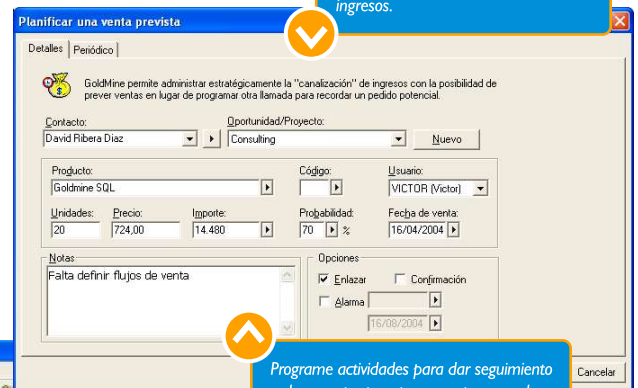 ingresos.
Planificar una venta prevista
Detalles Periódico
GoldMine permite administrar estratégicamente la "canalización" de ingresos con la posibilidad de
prever ventas en lugar de programar otra llamada para recordar un pedido potencial.
Contacto: Oportunidad/Proyecto:
David Ribera Diaz Consulting Nuevo
Producto: Código: Usuario:
Goldmine SQL VICTOR (Victor)
Unidades: Precio: Importe: Probabilidad: Fecha de venta:
20 724,00 14.480 70 % 16/04/2004
Notas Opciones
Falta definir flujos de venta
Enlazar Confirmación
Alarma
16/08/2004
Programe actividades para dar seguimiento
Cancelar